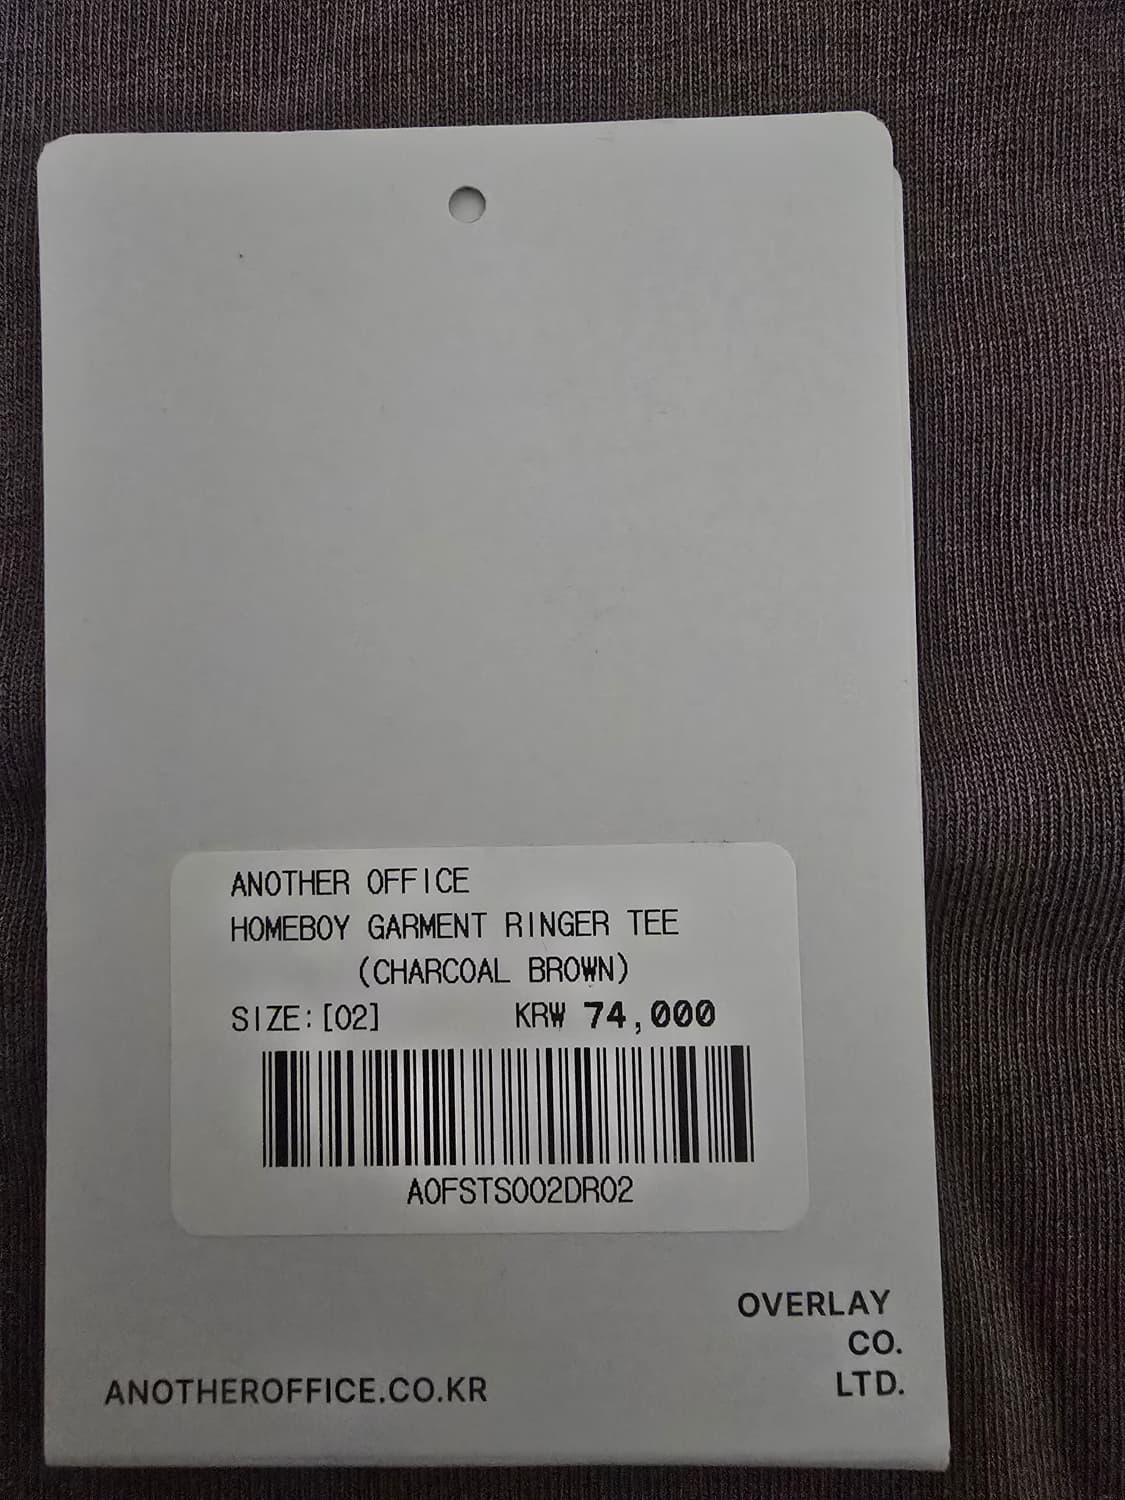 ANOTHER OFFICE
HOMEBOY GARMENT RINGER TEE
(CHARCOAL BROWN)
SIZE:[02] KR₩ 74,000
AOFSTS002DR02
OVERLAY
CO.
LTD.
ANOTHEROFFICE.CO.KR